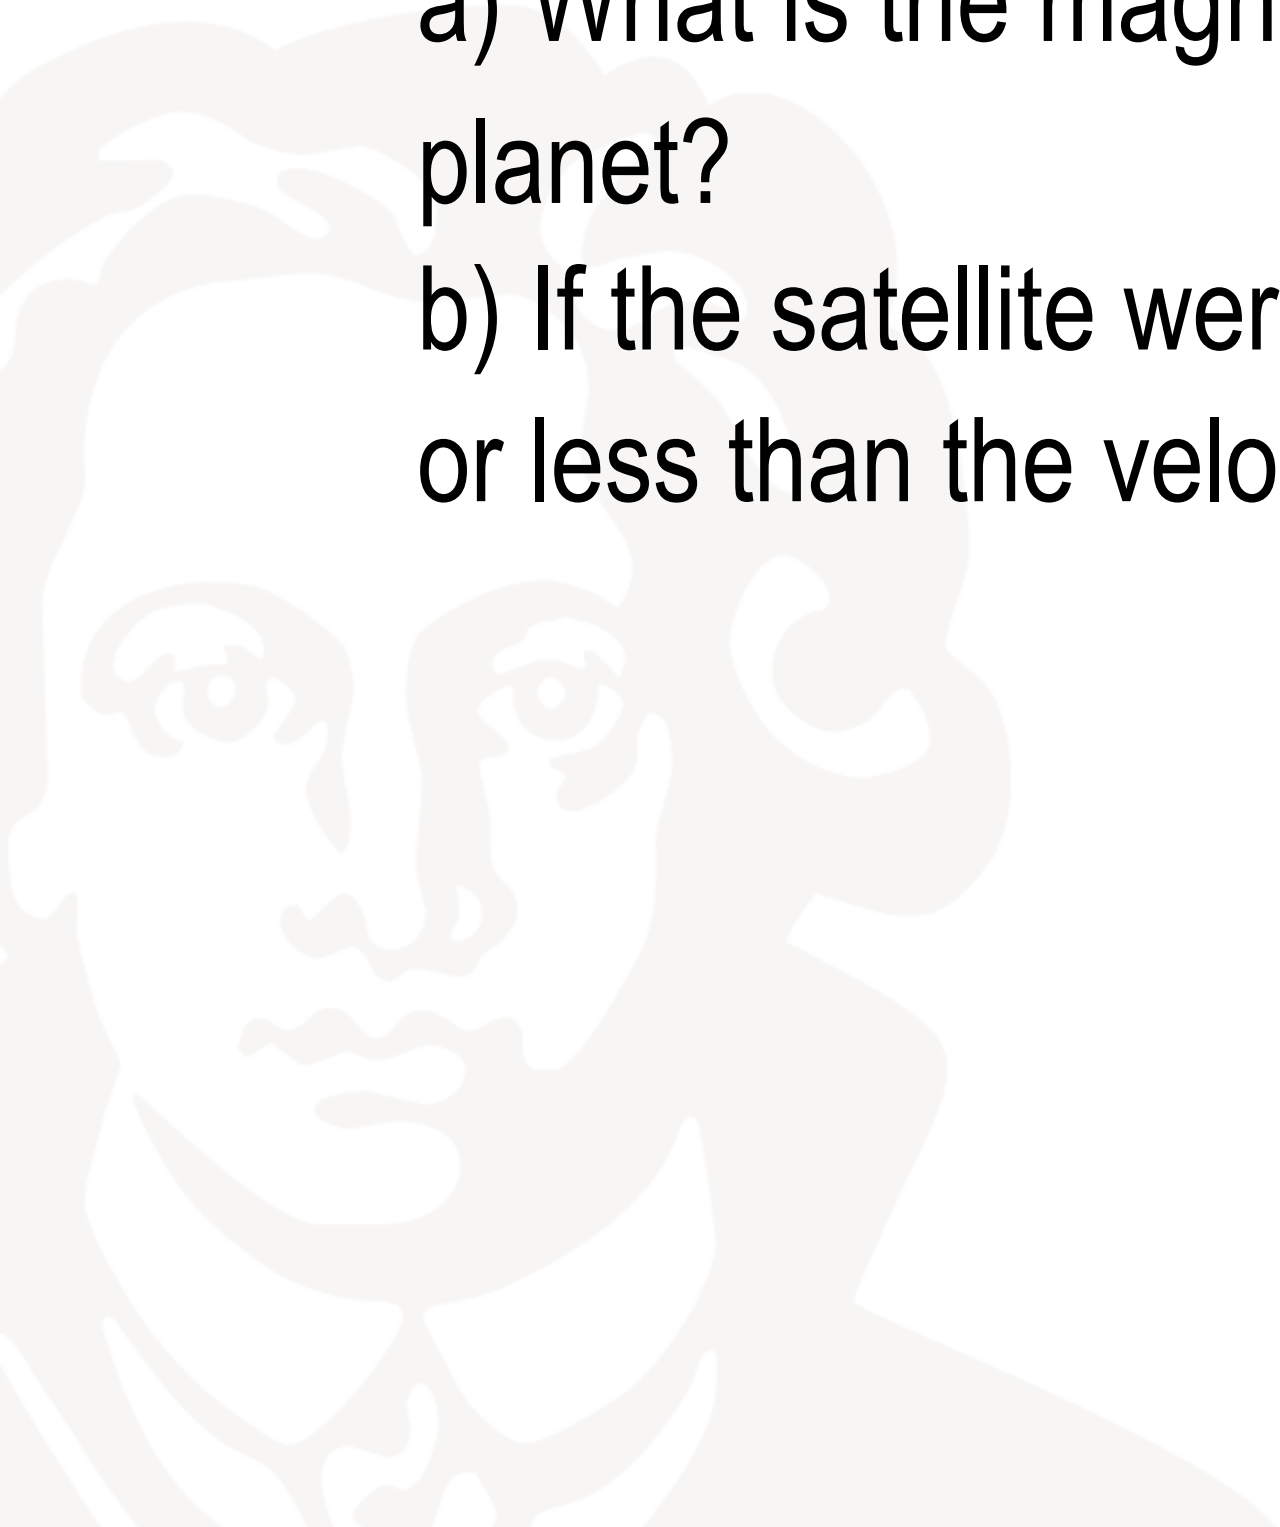 a) What is the magn
planet?
b) If the satellite wer
or less than the velo